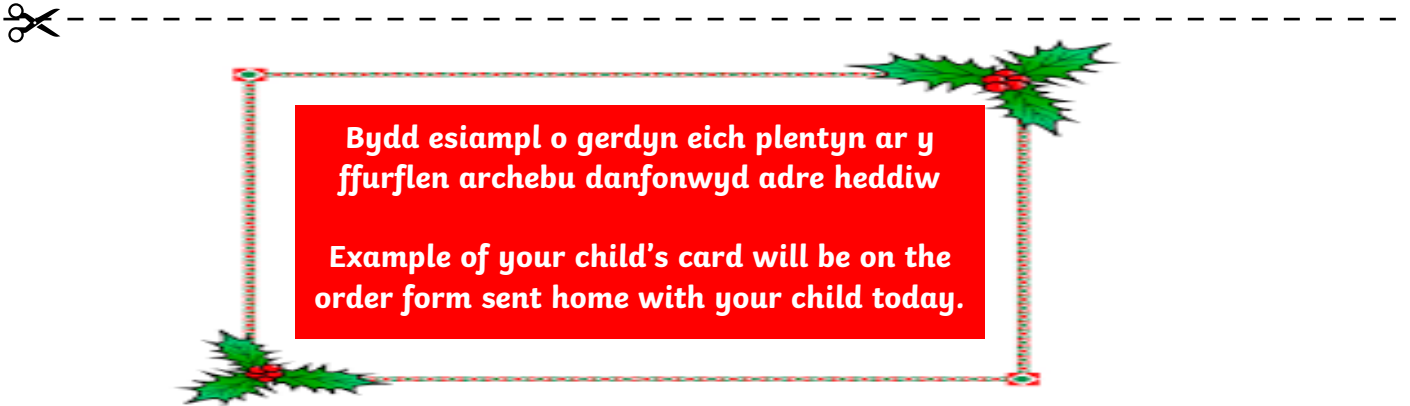 Bydd esiampl o gerdyn eich plentyn ar y
ffurflen archebu danfonwyd adre heddiw
Example of your child's card will be on the
order form sent home with your child today.